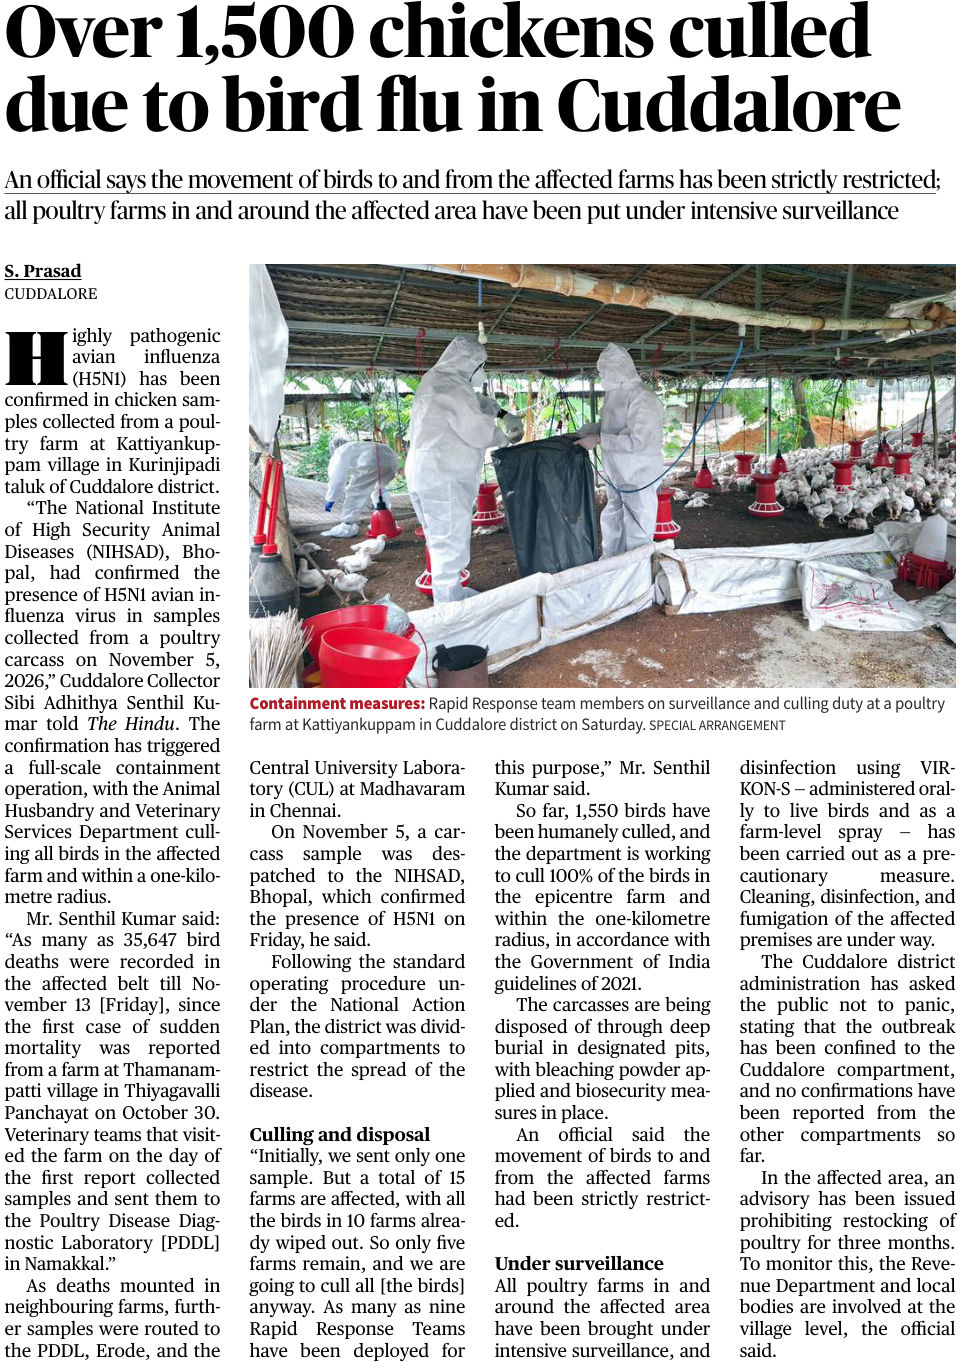 Over 1,500 chickens culled
due to bird flu in Cuddalore
An official says the movement of birds to and from the affected farms has been strictly restricted;
all poultry farms in and around the affected area have been put under intensive surveillance
S. Prasad
CUDDALORE
Highly pathogenic
avian influenza
(H5N1) has been
confirmed in chicken sam-
ples collected from a poul-
try farm at Kattiyankup-
pam village in Kurinjipadi
taluk of Cuddalore district.
“The National Institute
of High Security Animal
Diseases (NIHSAD), Bho-
pal, had confirmed the
presence of H5N1 avian in-
fluenza virus in samples
collected from a poultry
carcass on November 5,
2026,” Cuddalore Collector
Sibi Adhithya Senthil Ku-
mar told The Hindu. The
confirmation has triggered
a full-scale containment
operation, with the Animal
Husbandry and Veterinary
Services Department cull-
ing all birds in the affected
farm and within a one-kilo-
metre radius.
Mr. Senthil Kumar said:
“As many as 35,647 bird
deaths were recorded in
the affected belt till No-
vember 13 [Friday], since
the first case of sudden
mortality was reported
from a farm at Thamanam-
patti village in Thiyagavalli
Panchayat on October 30.
Veterinary teams that visit-
ed the farm on the day of
the first report collected
samples and sent them to
the Poultry Disease Diag-
nostic Laboratory [PDDL]
in Namakkal.”
As deaths mounted in
neighbouring farms, furth-
er samples were routed to
the PDDL, Erode, and the
Containment measures: Rapid Response team members on surveillance and culling duty at a poultry
farm at Kattiyankuppam in Cuddalore district on Saturday. SPECIAL ARRANGEMENT
Central University Labora-
tory (CUL) at Madhavaram
in Chennai.
On November 5, a car-
cass sample was des-
patched to the NIHSAD,
Bhopal, which confirmed
the presence of H5N1 on
Friday, he said.
Following the standard
operating procedure un-
der the National Action
Plan, the district was divid-
ed into compartments to
restrict the spread of the
disease.
Culling and disposal
“Initially, we sent only one
sample. But a total of 15
farms are affected, with all
the birds in 10 farms alrea-
dy wiped out. So only five
farms remain, and we are
going to cull all [the birds]
anyway. As many as nine
Rapid Response Teams
have been deployed for
this purpose,” Mr. Senthil
Kumar said.
So far, 1,550 birds have
been humanely culled, and
the department is working
to cull 100% of the birds in
the epicentre farm and
within the one-kilometre
radius, in accordance with
the Government of India
guidelines of 2021.
The carcasses are being
disposed of through deep
burial in designated pits,
with bleaching powder ap-
plied and biosecurity mea-
sures in place.
An official said the
movement of birds to and
from the affected farms
had been strictly restrict-
ed.
Under surveillance
All poultry farms in and
around the affected area
have been brought under
intensive surveillance, and
disinfection using VIR-
KON-S – administered oral-
ly to live birds and as a
farm-level spray – has
been carried out as a pre-
cautionary measure.
Cleaning, disinfection, and
fumigation of the affected
premises are under way.
The Cuddalore district
administration has asked
the public not to panic,
stating that the outbreak
has been confined to the
Cuddalore compartment,
and no confirmations have
been reported from the
other compartments so
far.
In the affected area, an
advisory has been issued
prohibiting restocking of
poultry for three months.
To monitor this, the Reve-
nue Department and local
bodies are involved at the
village level, the official
said.